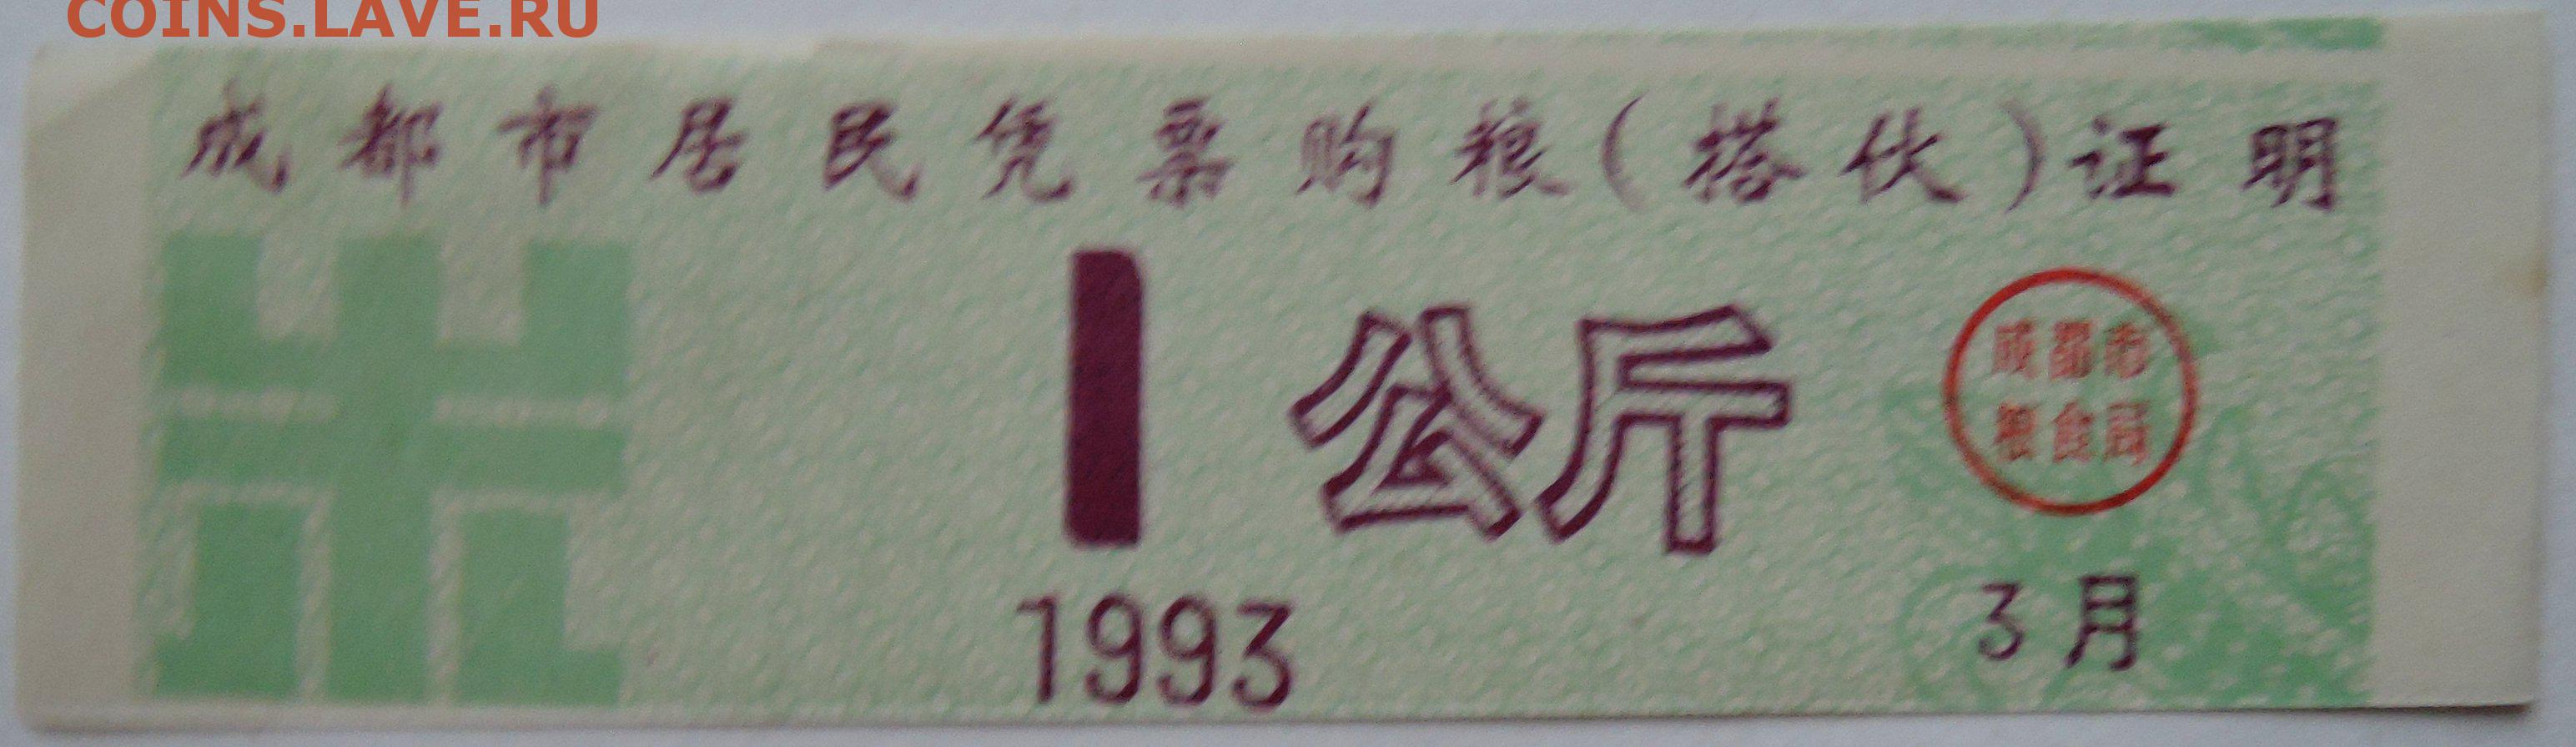 COINS.LAVE.RU
成都市居民凭票购粮(搭伙)证明
1公斤
成都市
粮食局
1993
3月